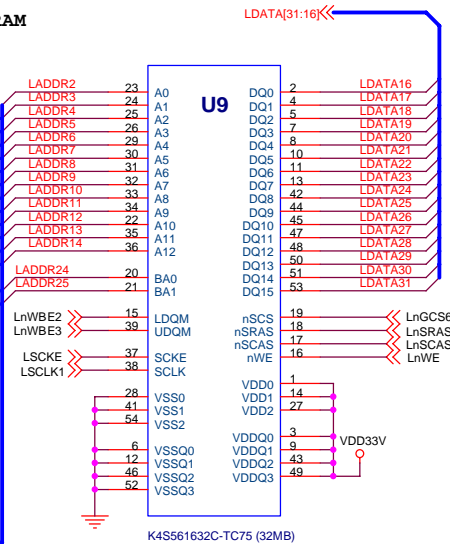 RAM
LDATA[31:16]
U9
LADDR2 23 A0 DQ0 2 LDATA16
LADDR3 24 A1 DQ1 4 LDATA17
LADDR4 25 A2 DQ2 5 LDATA18
LADDR5 26 A3 DQ3 7 LDATA19
LADDR6 29 A4 DQ4 8 LDATA20
LADDR7 30 A5 DQ5 10 LDATA21
LADDR8 31 A6 DQ6 11 LDATA22
LADDR9 32 A7 DQ7 13 LDATA23
LADDR10 33 A8 DQ8 42 LDATA24
LADDR11 34 A9 DQ9 44 LDATA25
LADDR12 22 A10 DQ10 45 LDATA26
LADDR13 35 A11 DQ11 47 LDATA27
LADDR14 36 A12 DQ12 48 LDATA28
DQ13 50 LDATA29
LADDR24 20 BA0 DQ14 51 LDATA30
LADDR25 21 BA1 DQ15 53 LDATA31
LnWBE2 15 LDQM nSCS 19 LnGCS6
LnWBE3 39 UDQM nSRAS 18 LnSRAS
nSCAS 17 LnSCAS
LSCKE 37 SCKE nWE 16 LnWE
LSCLK1 38 SCLK
VDD0 1
28 VSS0 VDD1 14
41 VSS1 VDD2 27
54 VSS2
VDDQ0 3 VDD33V
6 VSSQ0 VDDQ1 9
12 VSSQ1 VDDQ2 43
46 VSSQ2 VDDQ3 49
52 VSSQ3
K4S561632C-TC75 (32MB)